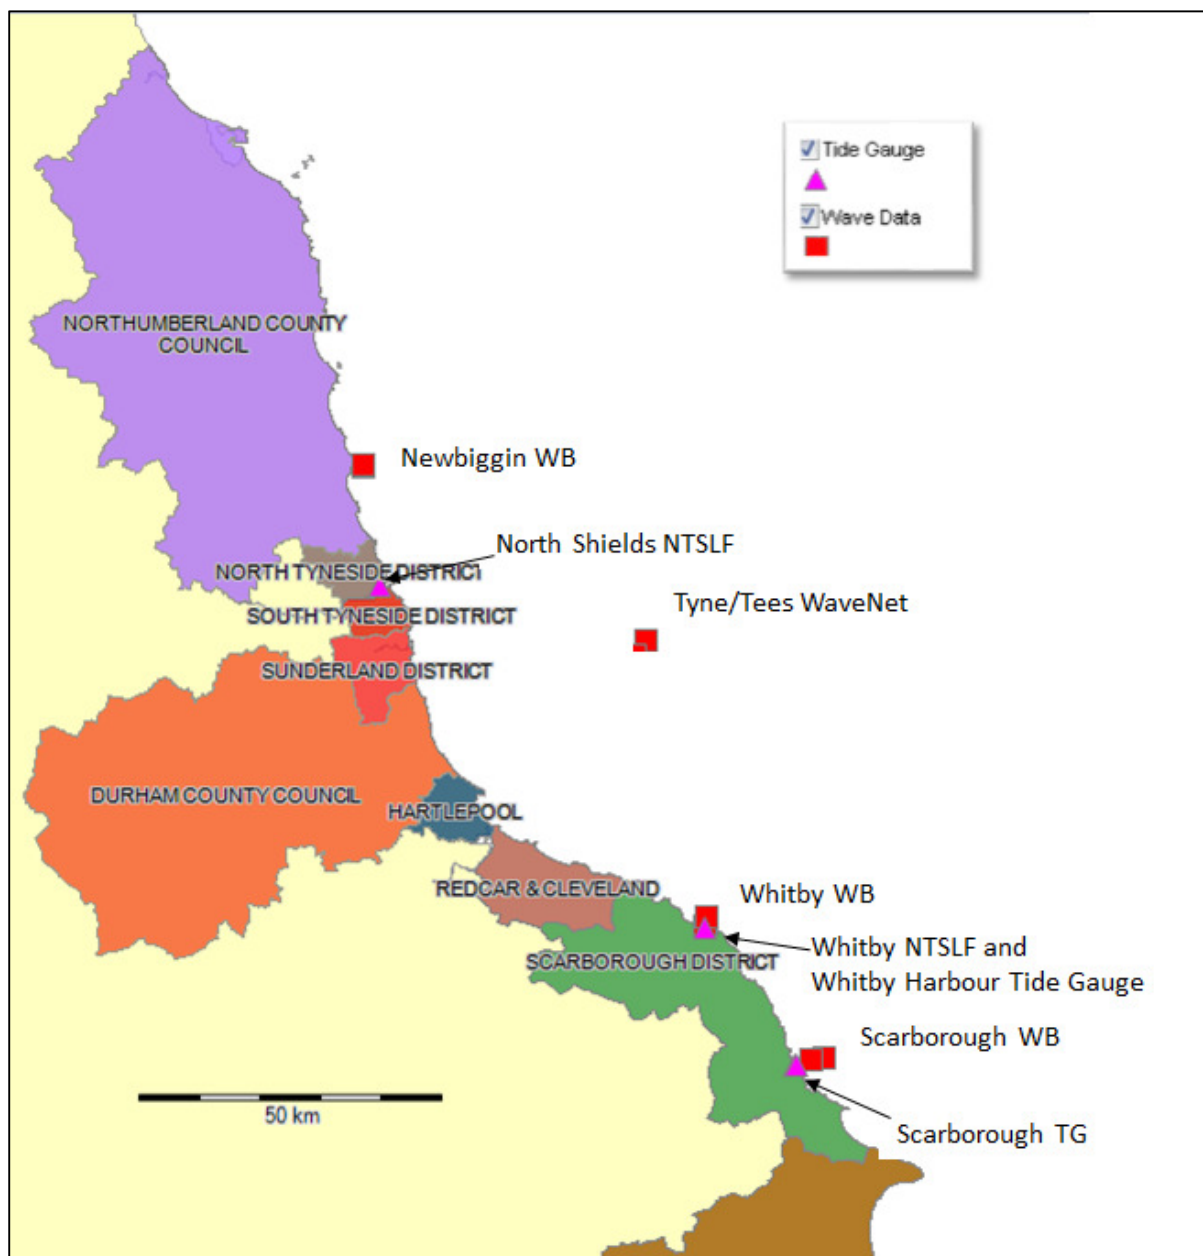 Tide Gauge
Wave Data
NORTHUMBERLAND COUNTY
COUNCIL
Newbiggin WB
North Shields NTSLF
NORTH TYNESIDE DISTRICT
Tyne/Tees WaveNet
SOUTH TYNESIDE DISTRICT
SUNDERLAND DISTRICT
DURHAM COUNTY COUNCIL
HARTLEPOOL
REDCAR & CLEVELAND
Whitby WB
Whitby NTSLF and
Whitby Harbour Tide Gauge
SCARBOROUGH DISTRICT
Scarborough WB
50 km
Scarborough TG